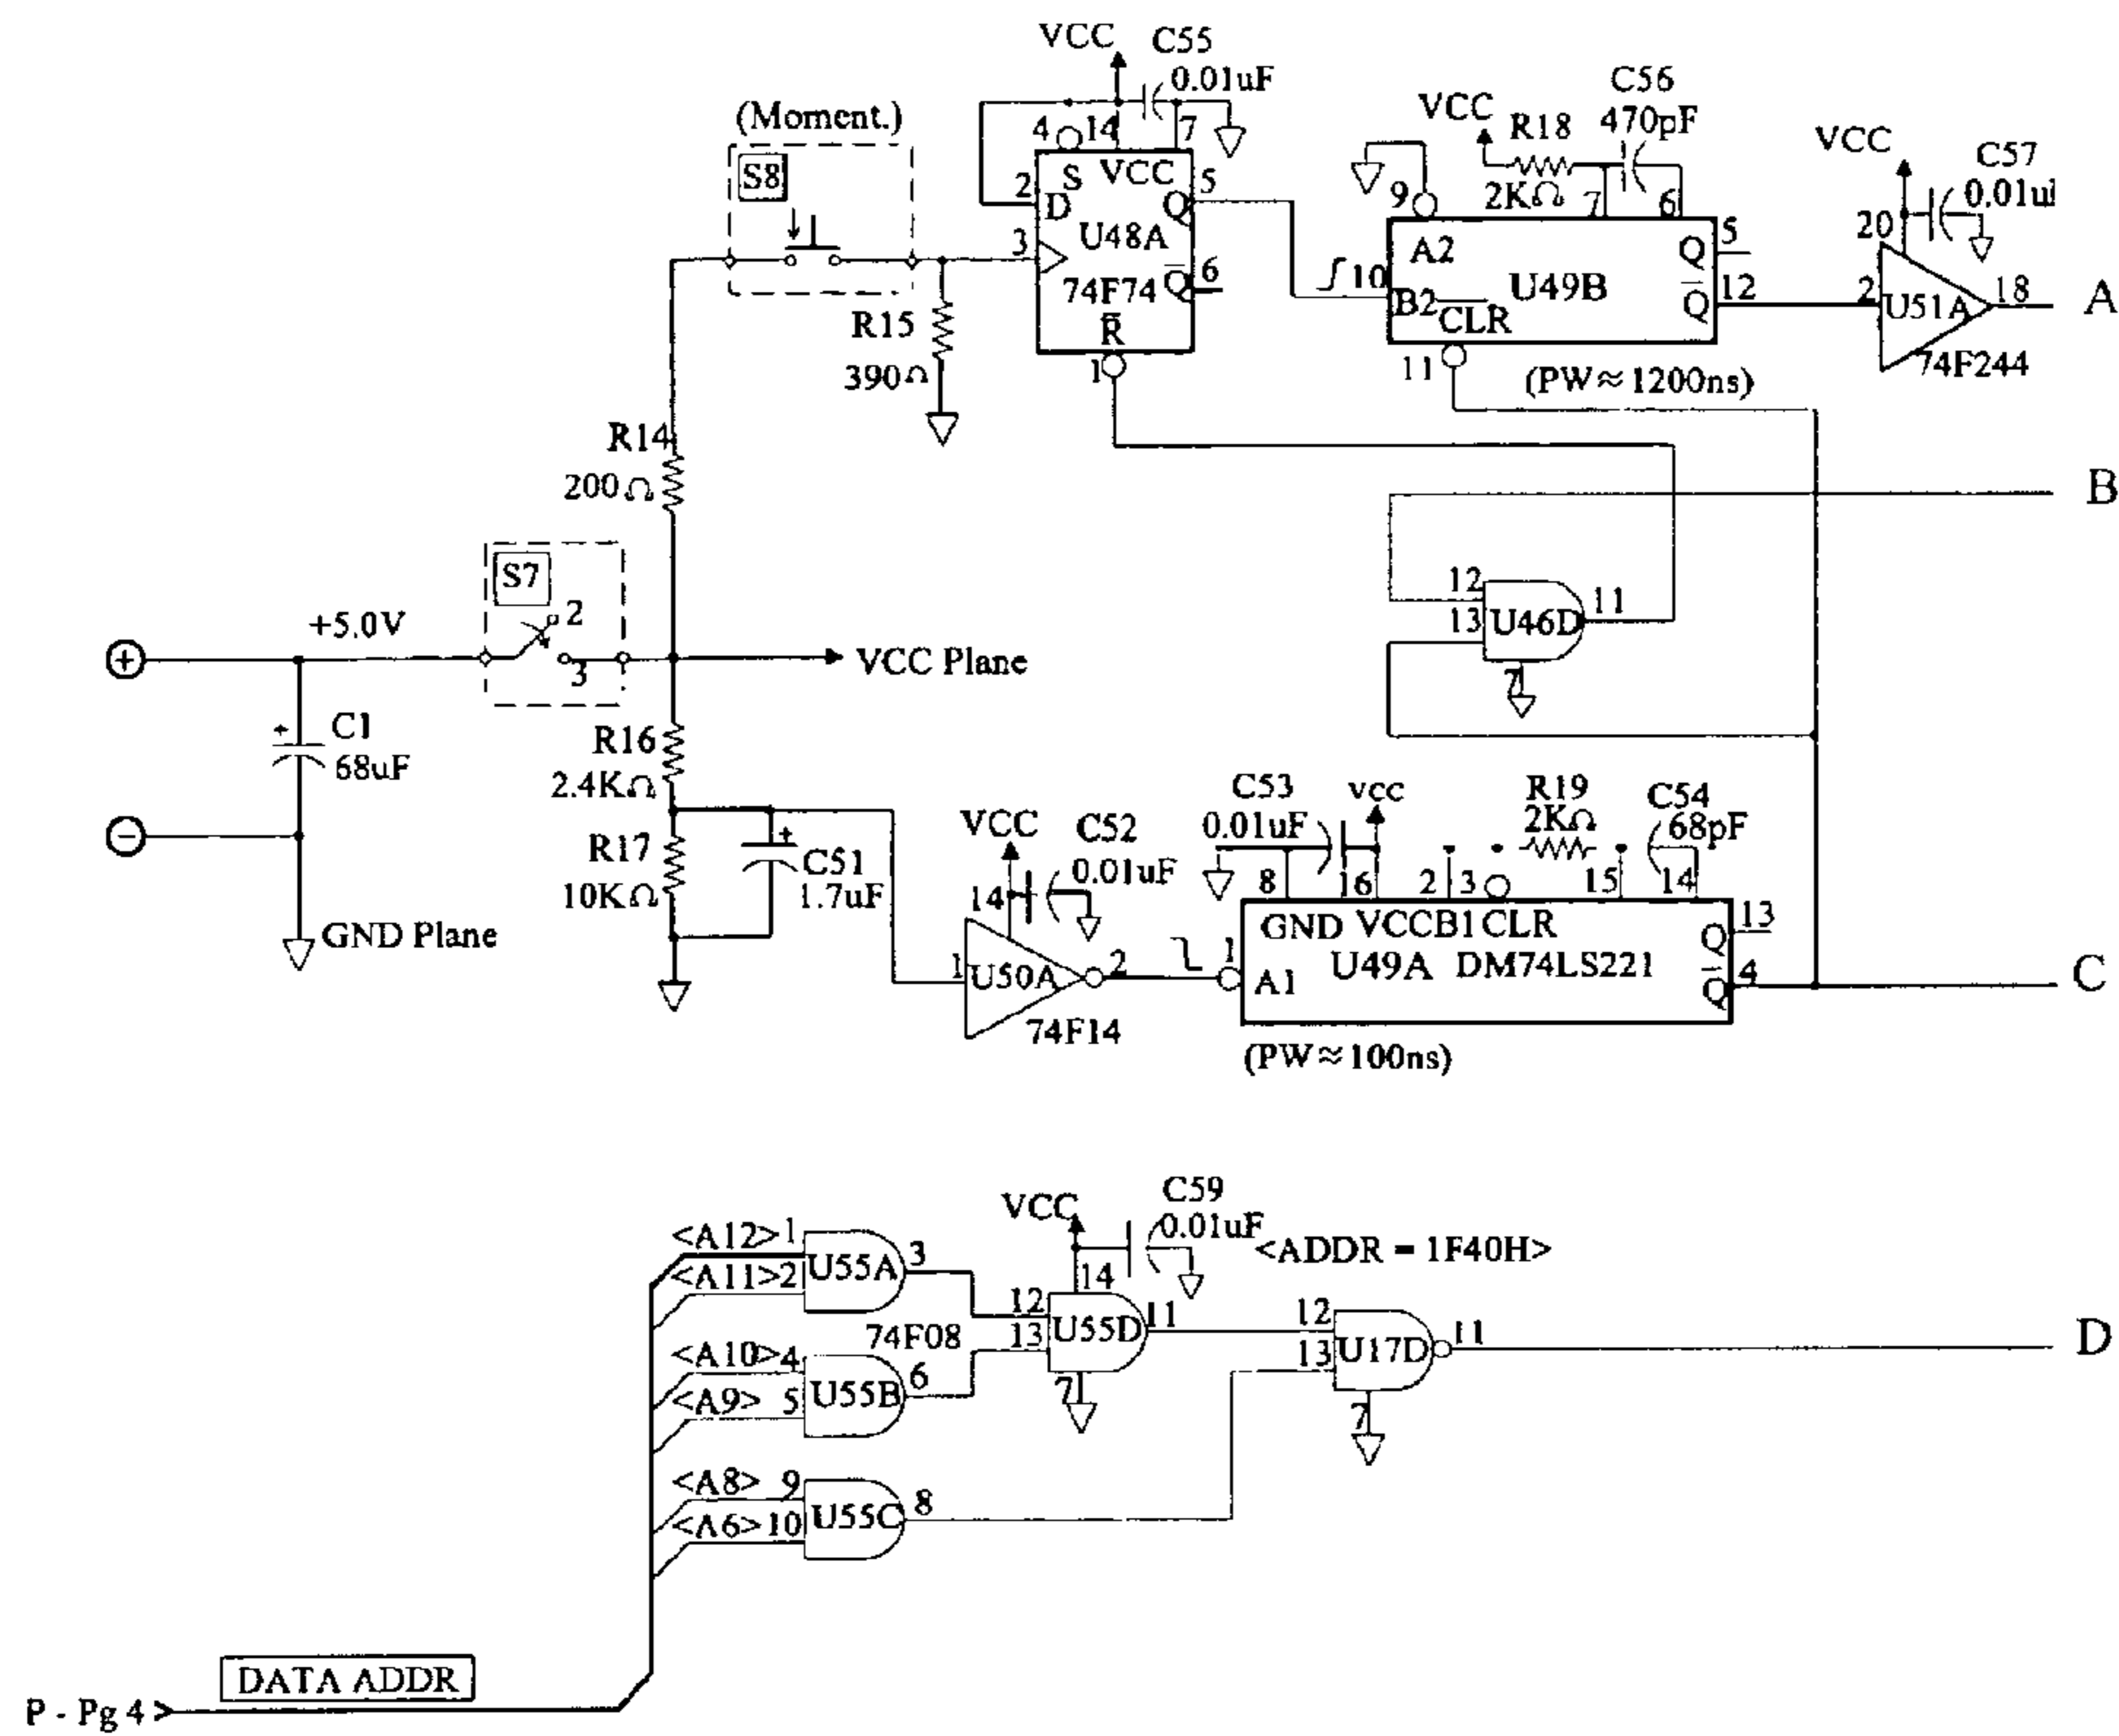 VCC
C55
0.01uF
(Moment.)
S8
4
14
7
S VCC
2
D
Q
5
3
U48A
74F74
Q
6
R
1
R15
390Ω
R14
200Ω
VCC
R18
2KΩ
C56
470pF
9
7
6
A2
Q
5
U49B
10
B2
CLR
Q
12
11
(PW≈1200ns)
VCC
C57
0.01u
20
2
U51A
18
74F244
A
B
12
13
U46D
11
7
S7
2
3
+5.0V
+
VCC Plane
+
C1
68uF
−
GND Plane
R16
2.4KΩ
R17
10KΩ
+
C51
1.7uF
VCC
C52
0.01uF
14
1
U50A
2
74F14
C53
0.01uF
vcc
R19
2KΩ
C54
68pF
8
16
2
3
15
14
GND VCCB1CLR
Q
13
1
A1
U49A DM74LS221
Q
4
C
(PW≈100ns)
VCC
C59
0.01uF
<ADDR = 1F40H>
<A12> 1
<A11> 2
U55A
3
74F08
<A10> 4
<A9> 5
U55B
6
<A8> 9
<A6> 10
U55C
8
14
12
13
U55D
11
7
12
13
U17D
11
7
D
DATA ADDR
P - Pg 4 >